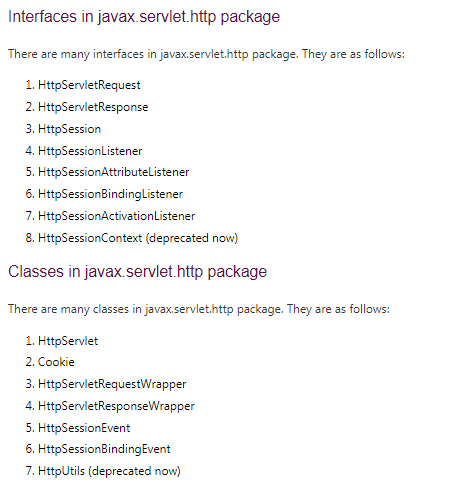 Interfaces in javax.servlet.http package
There are many interfaces in javax.servlet.http package. They are as follows:
1. HttpServletRequest
2. HttpServletResponse
3. HttpSession
4. HttpSessionListener
5. HttpSessionAttributeListener
6. HttpSessionBindingListener
7. HttpSessionActivationListener
8. HttpSessionContext (deprecated now)
Classes in javax.servlet.http package
There are many classes in javax.servlet.http package. They are as follows:
1. HttpServlet
2. Cookie
3. HttpServletRequestWrapper
4. HttpServletResponseWrapper
5. HttpSessionEvent
6. HttpSessionBindingEvent
7. HttpUtils (deprecated now)